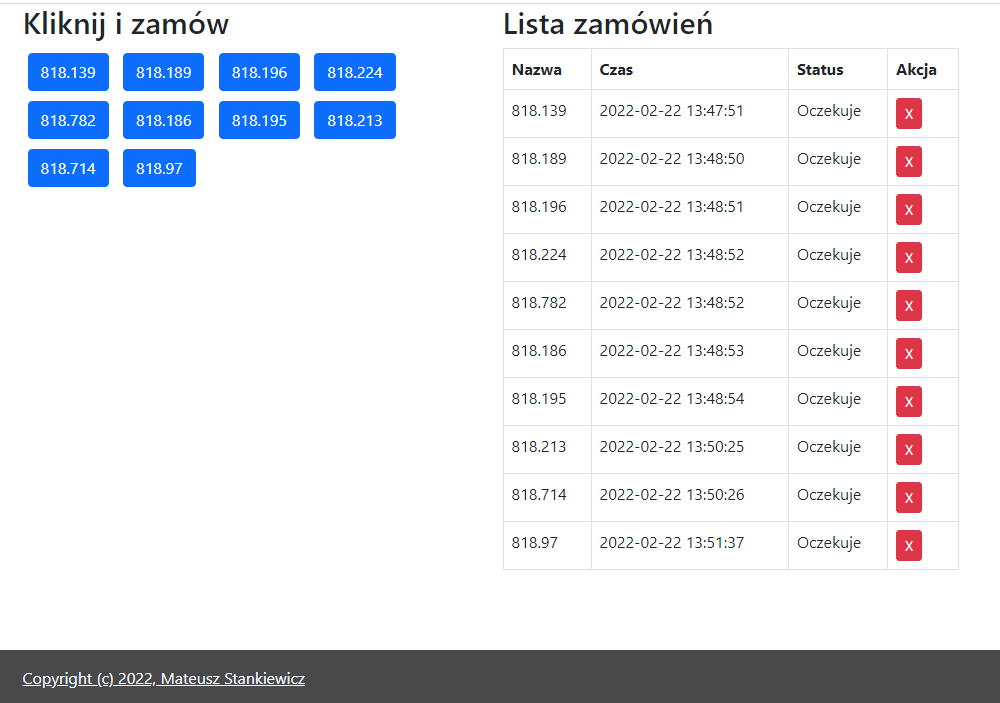 Kliknij i zamów
818.139 818.189 818.196 818.224
818.782 818.186 818.195 818.213
818.714 818.97
Lista zamówień
Nazwa Czas Status Akcja
818.139 2022-02-22 13:47:51 Oczekuje X
818.189 2022-02-22 13:48:50 Oczekuje X
818.196 2022-02-22 13:48:51 Oczekuje X
818.224 2022-02-22 13:48:52 Oczekuje X
818.782 2022-02-22 13:48:52 Oczekuje X
818.186 2022-02-22 13:48:53 Oczekuje X
818.195 2022-02-22 13:48:54 Oczekuje X
818.213 2022-02-22 13:50:25 Oczekuje X
818.714 2022-02-22 13:50:26 Oczekuje X
818.97 2022-02-22 13:51:37 Oczekuje X
Copyright (c) 2022, Mateusz Stankiewicz